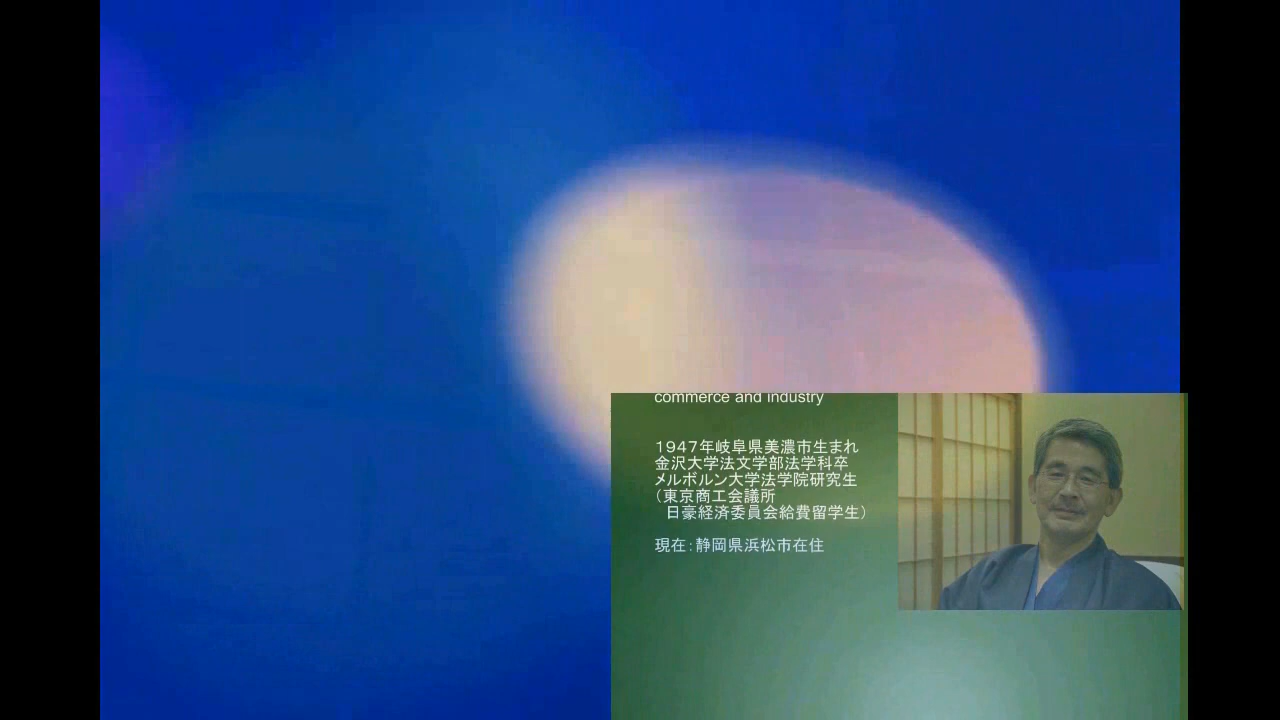 commerce and industry
1947年岐阜県美濃市生まれ
金沢大学法文学部法学科卒
メルボルン大学法学院研究生
（東京商工会議所
日豪経済委員会給費留学生）
現在：静岡県浜松市在住